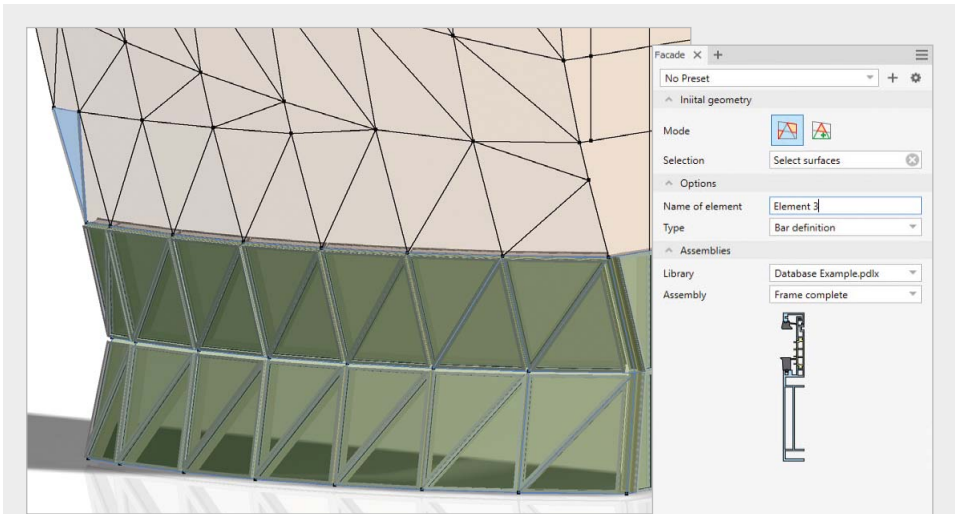 Facade
No Preset
Iniital geometry
Mode
Selection Select surfaces
Options
Name of element Element 3
Type Bar definition
Assemblies
Library Database Example.pdlx
Assembly Frame complete